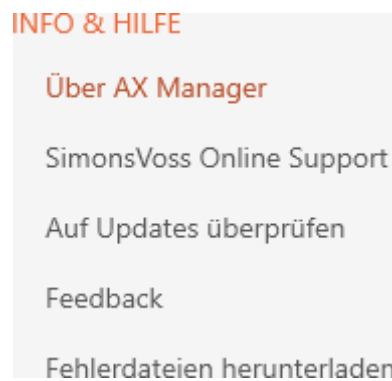 INFO & HILFE
Über AX Manager
SimonsVoss Online Support
Auf Updates überprüfen
Feedback
Fehlerdateien herunterladen